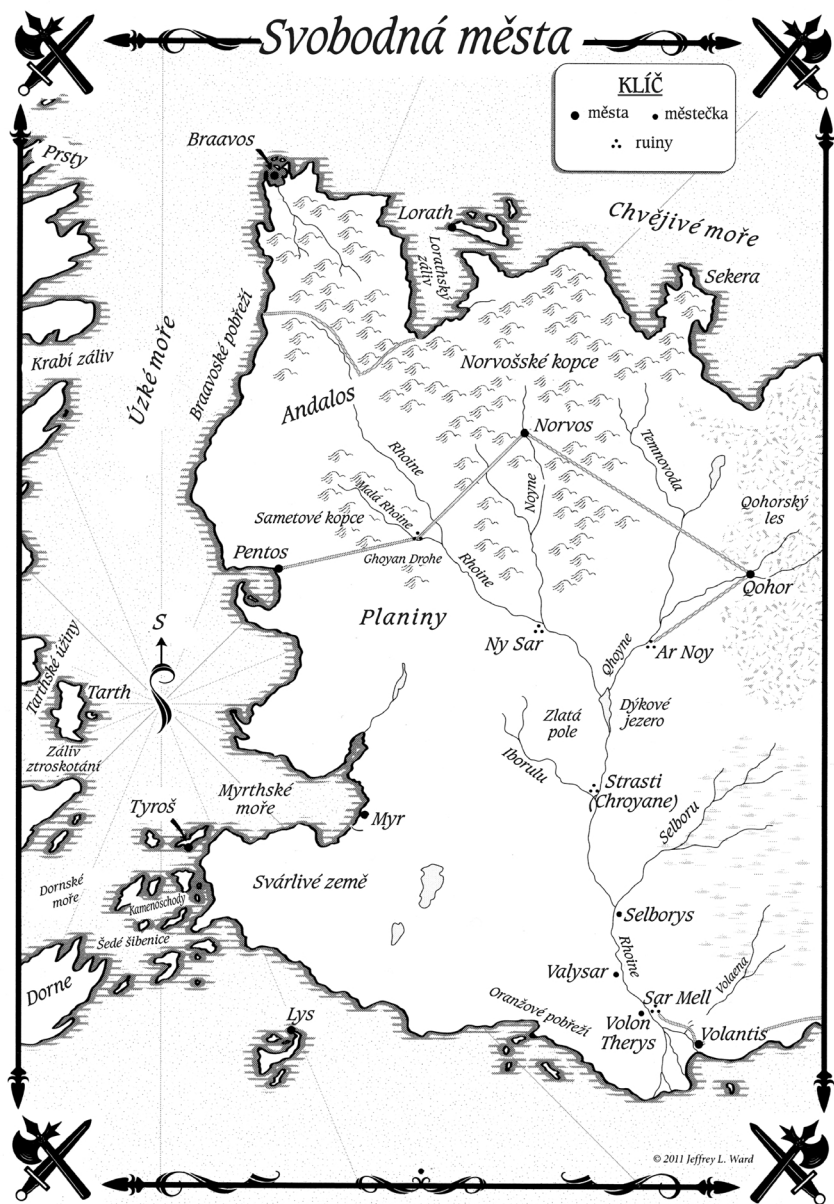 Svobodná města
KLÍČ
města
městečka
ruiny
Braavos
Prsty
Lorath
Chvějivé moře
Lorathský
záliv
Sekera
Úzké moře
Braavoské pobřeží
Krabí záliv
Norvošské kopce
Andalos
Norvos
Rhoine
Temnovoda
Noyne
Malá Rhoine
Qohorský
les
Sametové kopce
Pentos
Ghoyan Drohe
Rhoine
Qohor
Planiny
S
Ny Sar
Qhoyne
Ar Noy
Tarthské úžiny
Tarth
Zlatá
pole
Dýkové
jezero
Záliv
ztroskotání
Iborulu
Myrthské
moře
Strasti
(Chroyane)
Tyroš
Myr
Selboru
Svárlivé země
Dornské
moře
Kamenoschody
Selborys
Šedé šibenice
Rhoine
Valysar
Volaena
Dorne
Sar Mell
Oranžové pobřeží
Lys
Volon
Therys
Volantis
© 2011 Jeffrey L. Ward